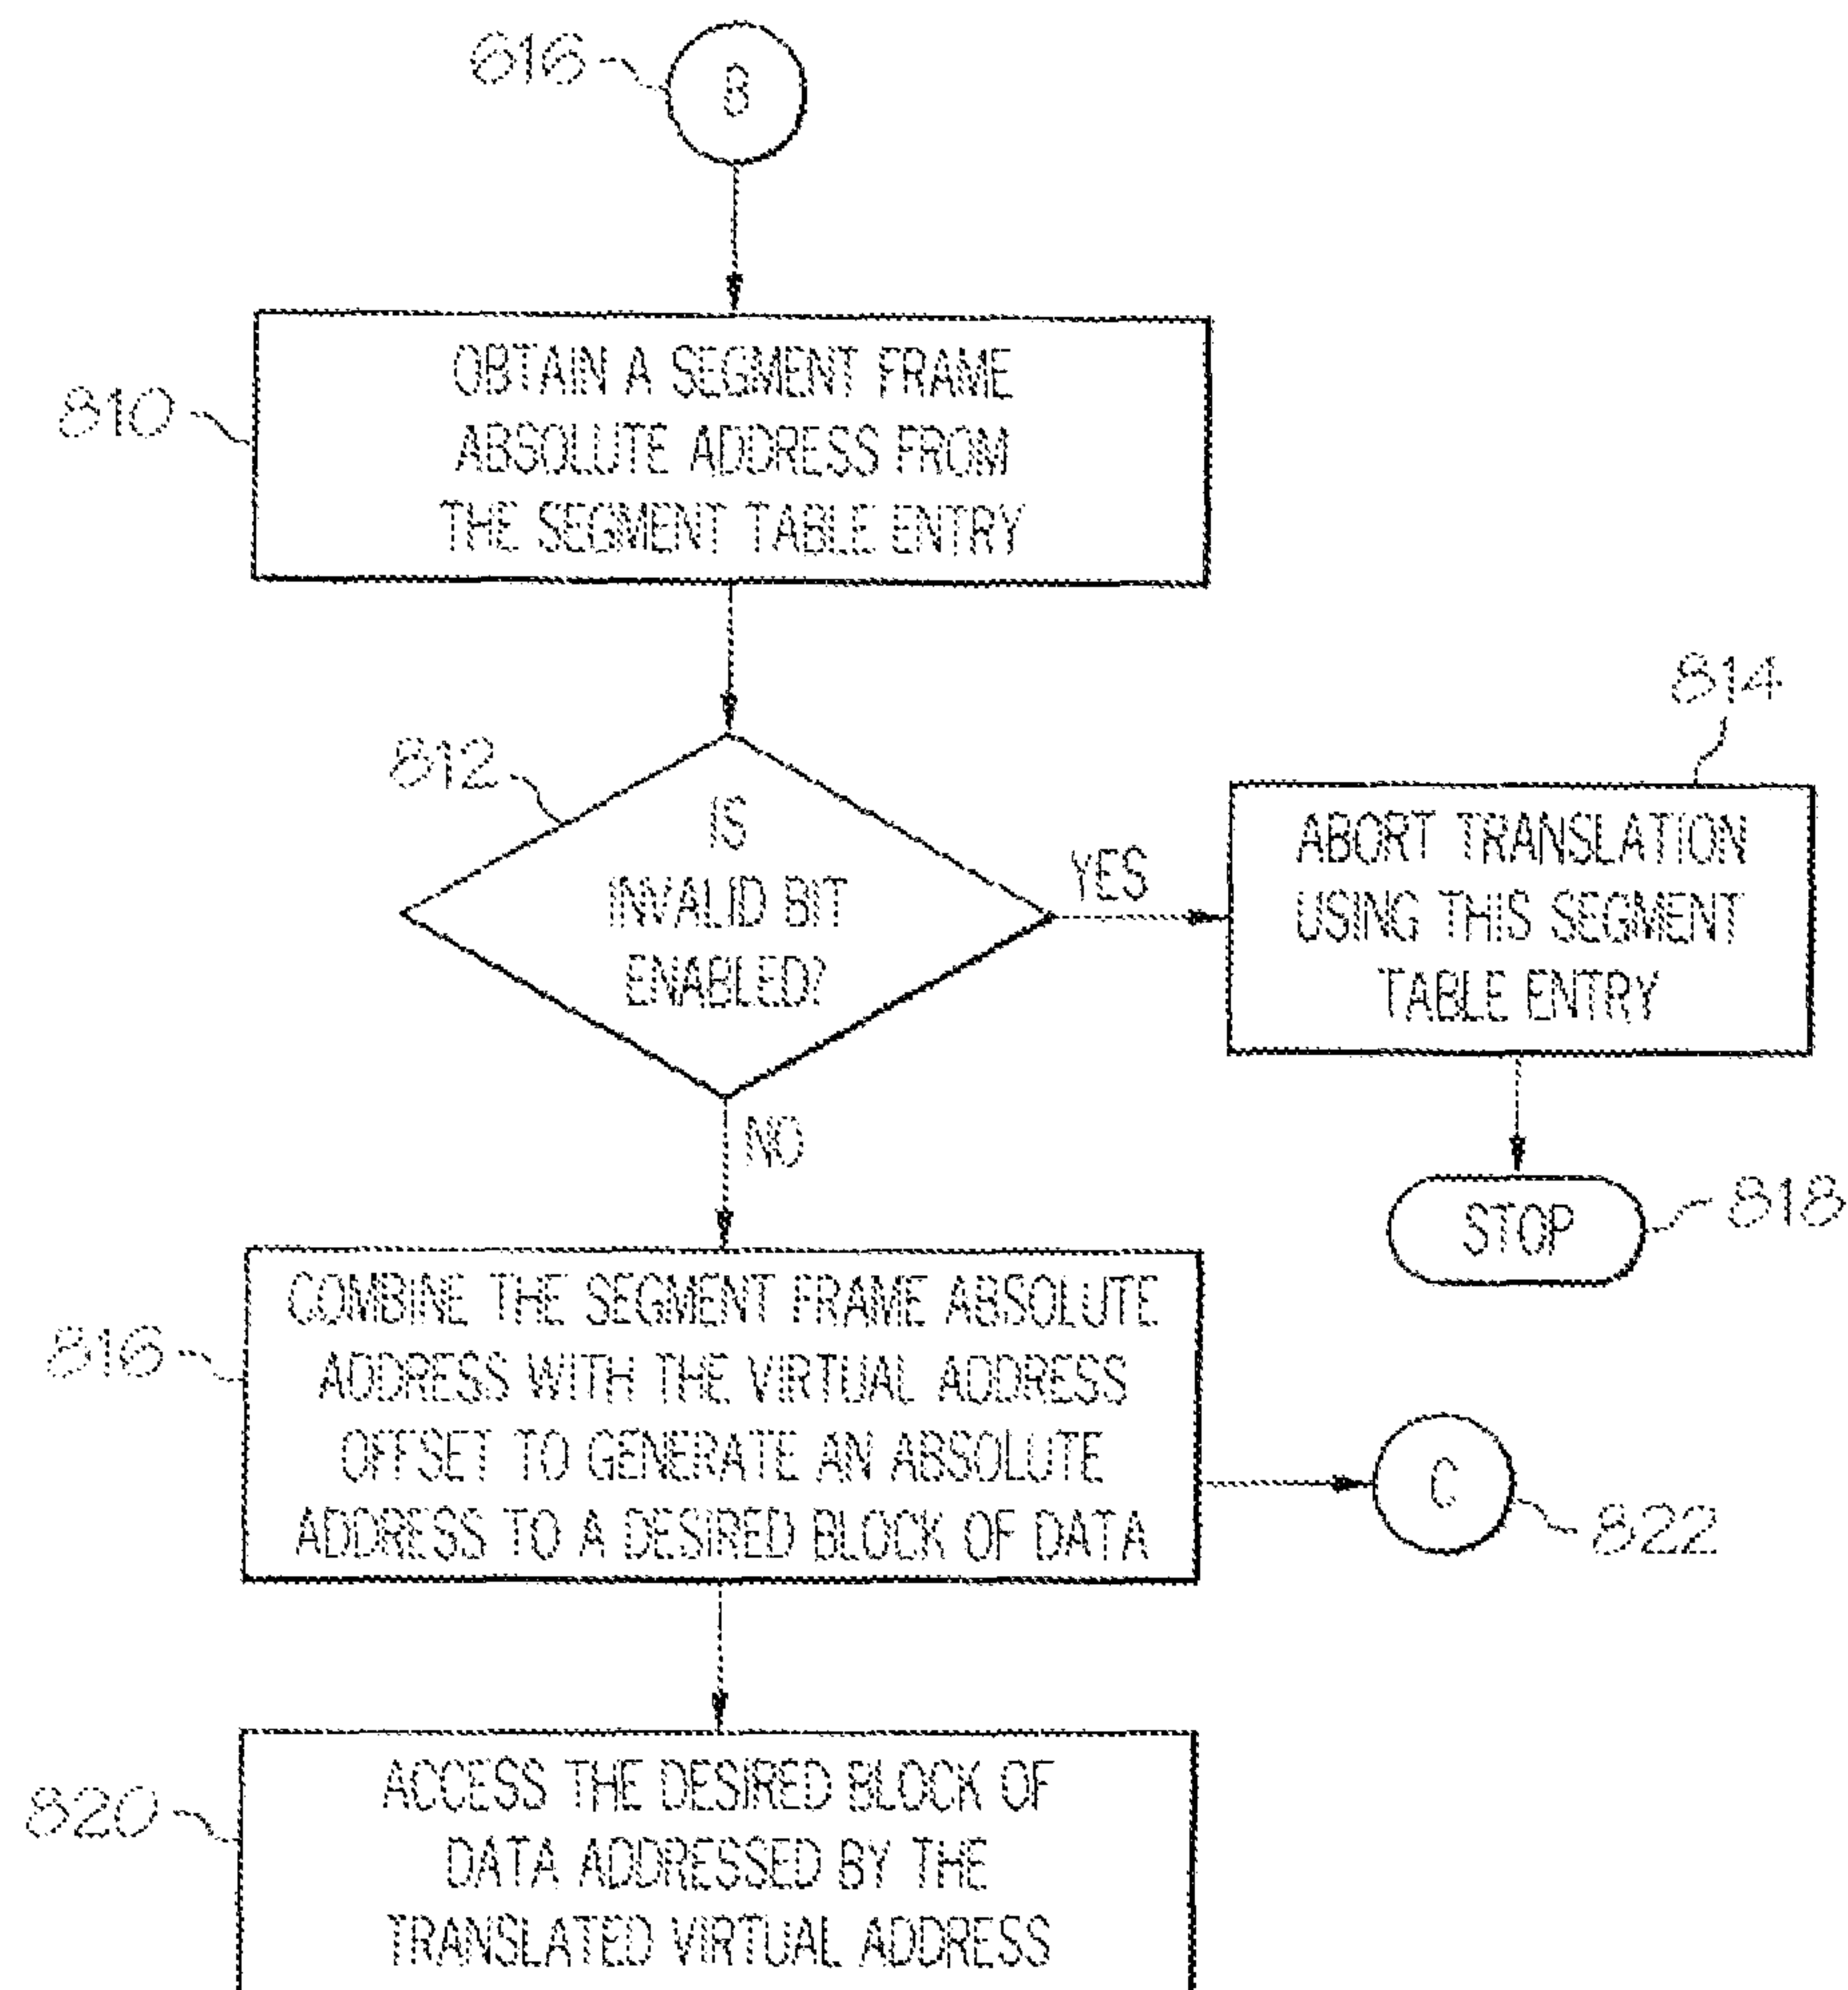 616
B
810
OBTAIN A SEGMENT FRAME
ABSOLUTE ADDRESS FROM
THE SEGMENT TABLE ENTRY
812
IS
INVALID BIT
ENABLED?
YES
814
ABORT TRANSLATION
USING THIS SEGMENT
TABLE ENTRY
NO
STOP
818
816
COMBINE THE SEGMENT FRAME ABSOLUTE
ADDRESS WITH THE VIRTUAL ADDRESS
OFFSET TO GENERATE AN ABSOLUTE
ADDRESS TO A DESIRED BLOCK OF DATA
C
822
820
ACCESS THE DESIRED BLOCK OF
DATA ADDRESSED BY THE
TRANSLATED VIRTUAL ADDRESS